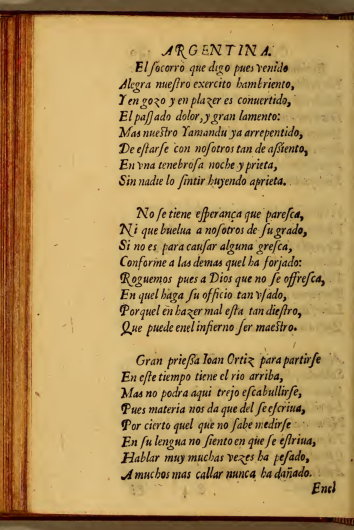 ARGENTINA.
El socorro que digo pues venido
Alegra nuestro exercito hambriento,
Y en gozo y en plazer es conuertido,
El passado dolor, y gran lamento:
Mas nuestro Yamandu ya arrepentido,
De estarse con nosotros tan de assiento,
En vna tenebrosa noche y prieta,
Sin nadie lo sintir huyendo aprieta.
No se tiene esperança que paresca,
Ni que buelua a nosotros de su grado,
Si no es para causar alguna gresca,
Conforme a las demas quel ha forjado:
Roguemos pues a Dios que no se offresca,
En quel haga su officio tan vsado,
Porquel en hazer mal esta tan diestro,
Que puede enel infierno ser maestro.
Gran priessa Ioan Ortiz para partirse
En este tiempo tiene el rio arriba,
Mas no podra aqui trejo escabullirse,
Pues materia nos da que del se escriua,
Por cierto quel que no sabe medirse
En su lengua no siento en que se estriua,
Hablar muy muchas vezes ha pesado,
A muchos mas callar nunca ha dañado.
Encl